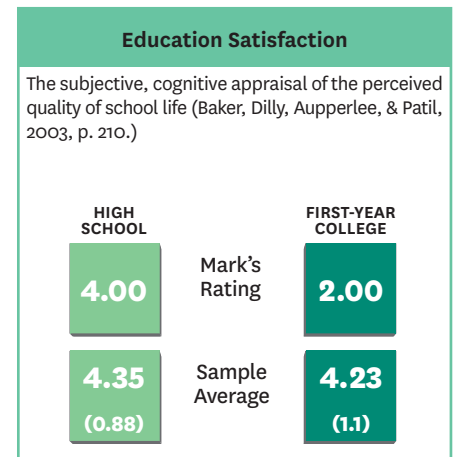 Education Satisfaction
The subjective, cognitive appraisal of the perceived
quality of school life (Baker, Dilly, Aupperlee, & Patil,
2003, p. 210.)
HIGH
SCHOOL
FIRST-YEAR
COLLEGE
4.00
Mark’s
Rating
2.00
4.35
(0.88)
Sample
Average
4.23
(1.1)